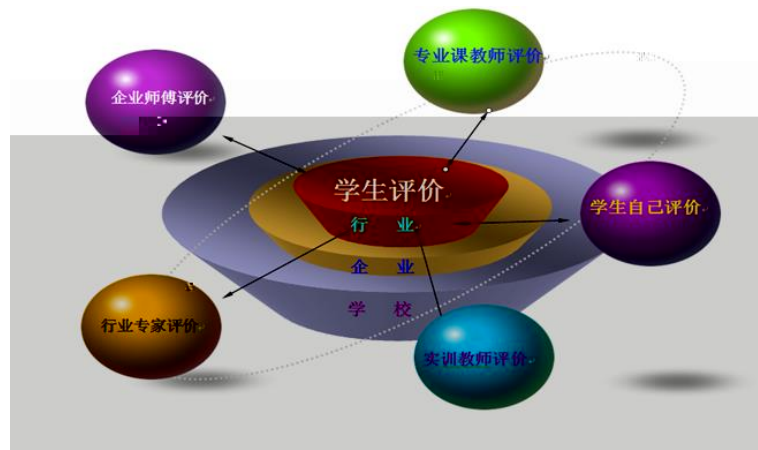 专业课教师评价
企业师傅评价
学生评价
学生自己评价
行 业
企 业
学 校
行业专家评价
实训教师评价